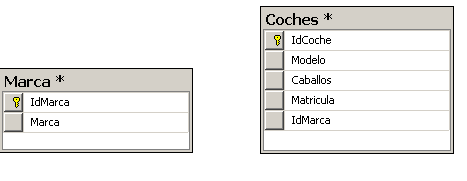 Marca *
IdMarca
Marca
Coches *
IdCoche
Modelo
Caballos
Matricula
IdMarca